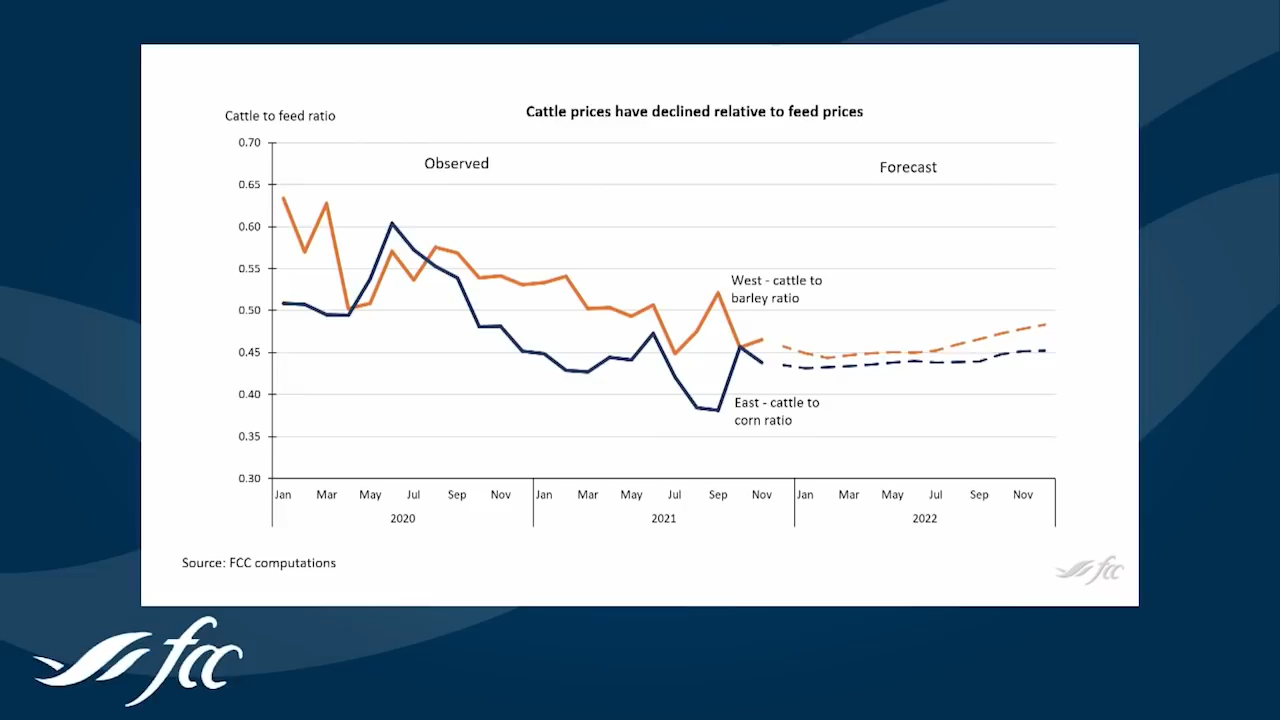 Cattle to feed ratio
Cattle prices have declined relative to feed prices
0.70
Observed
Forecast
0.65
0.60
0.55
West - cattle to
barley ratio
0.50
0.45
0.40
East - cattle to
corn ratio
0.35
0.30
Jan Mar May Jul Sep Nov Jan Mar May Jul Sep Nov Jan Mar May Jul Sep Nov
2020 2021 2022
Source: FCC computations
fcc
fcc